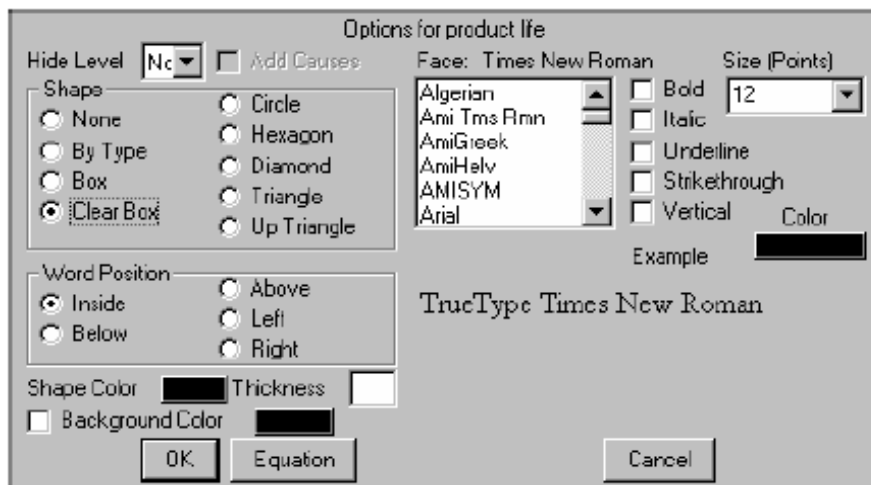 Options for product life
Hide Level No Add Causes
Face: Times New Roman
Size (Points)
Shape
None
By Type
Box
Clear Box
Circle
Hexagon
Diamond
Triangle
Up Triangle
Algerian
Ami Tms Rmn
AmiGreek
AmiHelv
AMISYM
Arial
Bold
Italic
Underline
Strikethrough
Vertical
12
Color
Example
Word Position
Inside
Below
Above
Left
Right
TrueType Times New Roman
Shape Color Thickness
Background Color
OK Equation Cancel